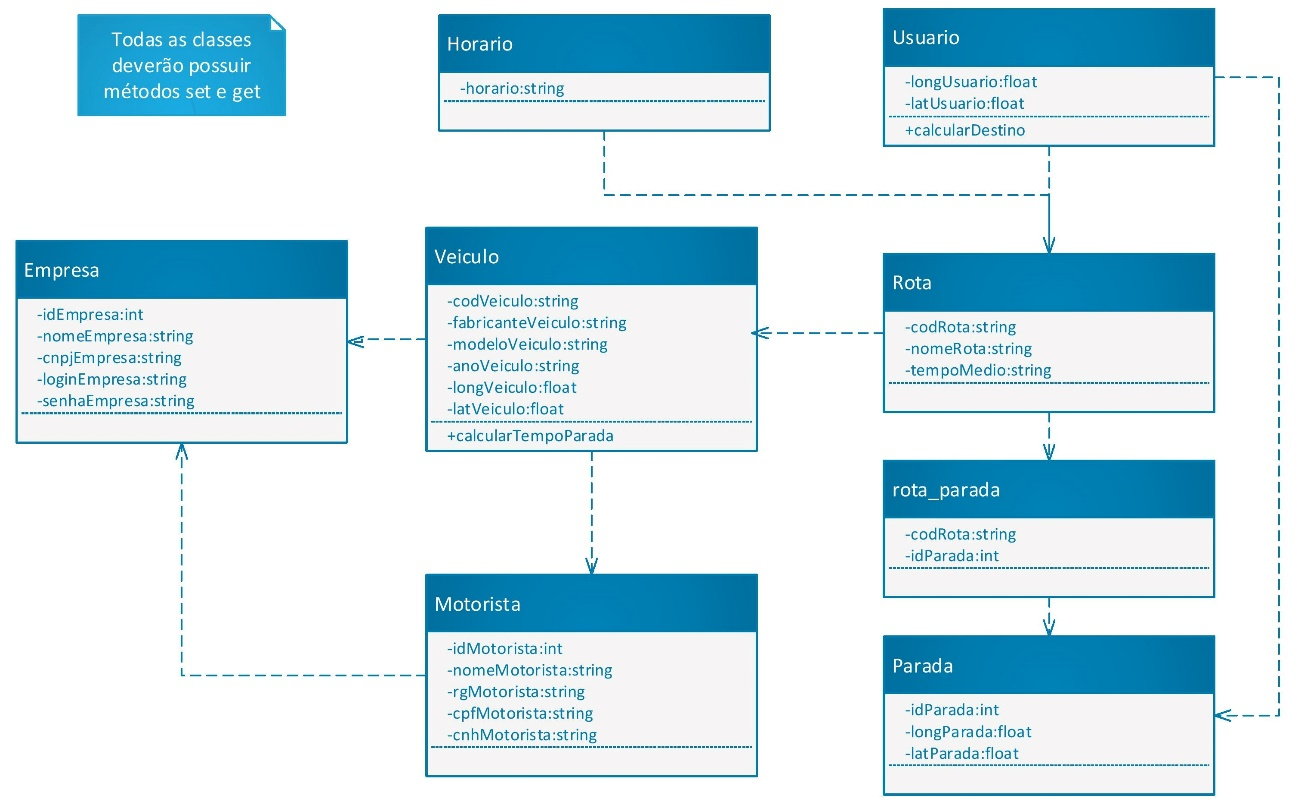 Todas as classes
deverão possuir
métodos set e get
Horario
-horario:string
Usuario
-longUsuario:float
-latUsuario:float
+calcularDestino
Empresa
-idEmpresa:int
-nomeEmpresa:string
-cnpjEmpresa:string
-loginEmpresa:string
-senhaEmpresa:string
Veiculo
-codVeiculo:string
-fabricanteVeiculo:string
-modeloVeiculo:string
-anoVeiculo:string
-longVeiculo:float
-latVeiculo:float
+calcularTempoParada
Rota
-codRota:string
-nomeRota:string
-tempoMedio:string
rota_parada
-codRota:string
-idParada:int
Motorista
-idMotorista:int
-nomeMotorista:string
-rgMotorista:string
-cpfMotorista:string
-cnhMotorista:string
Parada
-idParada:int
-longParada:float
-latParada:float